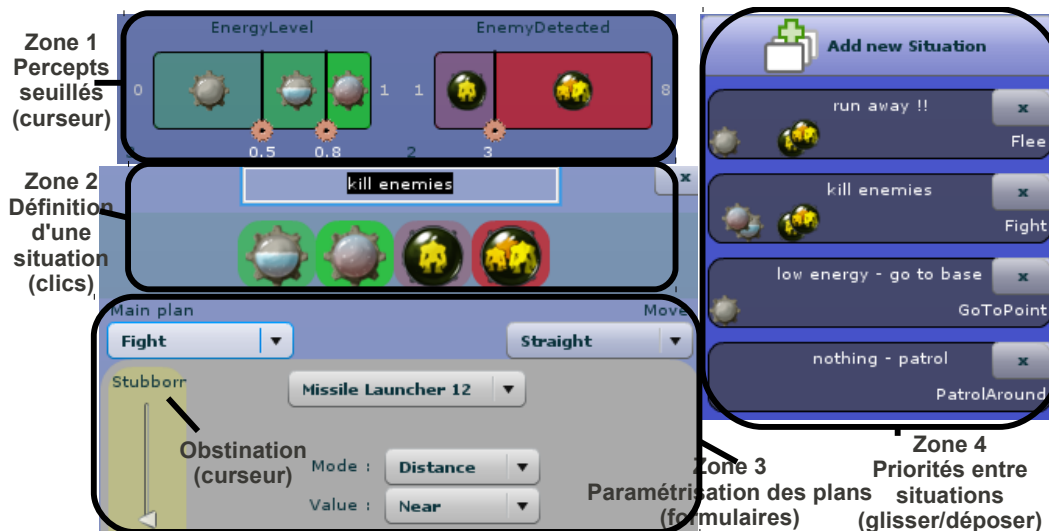 Zone 1
Percepts
seuillés
(curseur)
EnergyLevel
EnemyDetected
0
1
1
8
0.5
0.8
2
3
Zone 2
Définition
d'une
situation
(clics)
kill enemies
x
Main plan
Move
Fight
Straight
Stubborr
Missile Launcher 12
Obstination
(curseur)
Mode :
Distance
Value :
Near
Zone 3
Paramétrisation des plans
(formulaires)
Add new Situation
run away !!
x
Flee
kill enemies
x
Fight
low energy - go to base
x
GoToPoint
nothing - patrol
x
PatrolAround
Zone 4
Priorités entre
situations
(glisser/déposer)